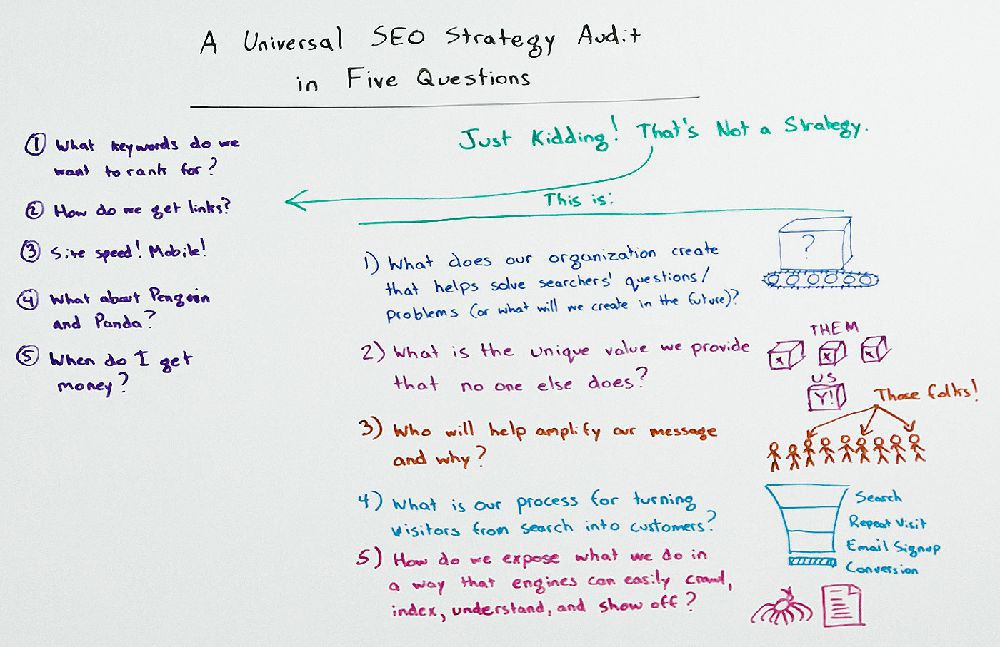 A Universal SEO Strategy Audit
in Five Questions
Just Kidding! That's Not a Strategy.
① What keywords do we
want to rank for?
② How do we get links?
③ Site speed! Mobile!
④ What about Penguin
and Panda?
⑤ When do I get
money?
This is:
1) What does our organization create
that helps solve searchers' questions/
problems (or what will we create in the future)?
?
2) What is the unique value we provide
that no one else does?
THEM
X X X
US
Y!
3) Who will help amplify our message
and why?
Those folks!
4) What is our process for turning
visitors from search into customers?
Search
Repeat Visit
Email Signup
Conversion
5) How do we expose what we do in
a way that engines can easily crawl,
index, understand, and show off?